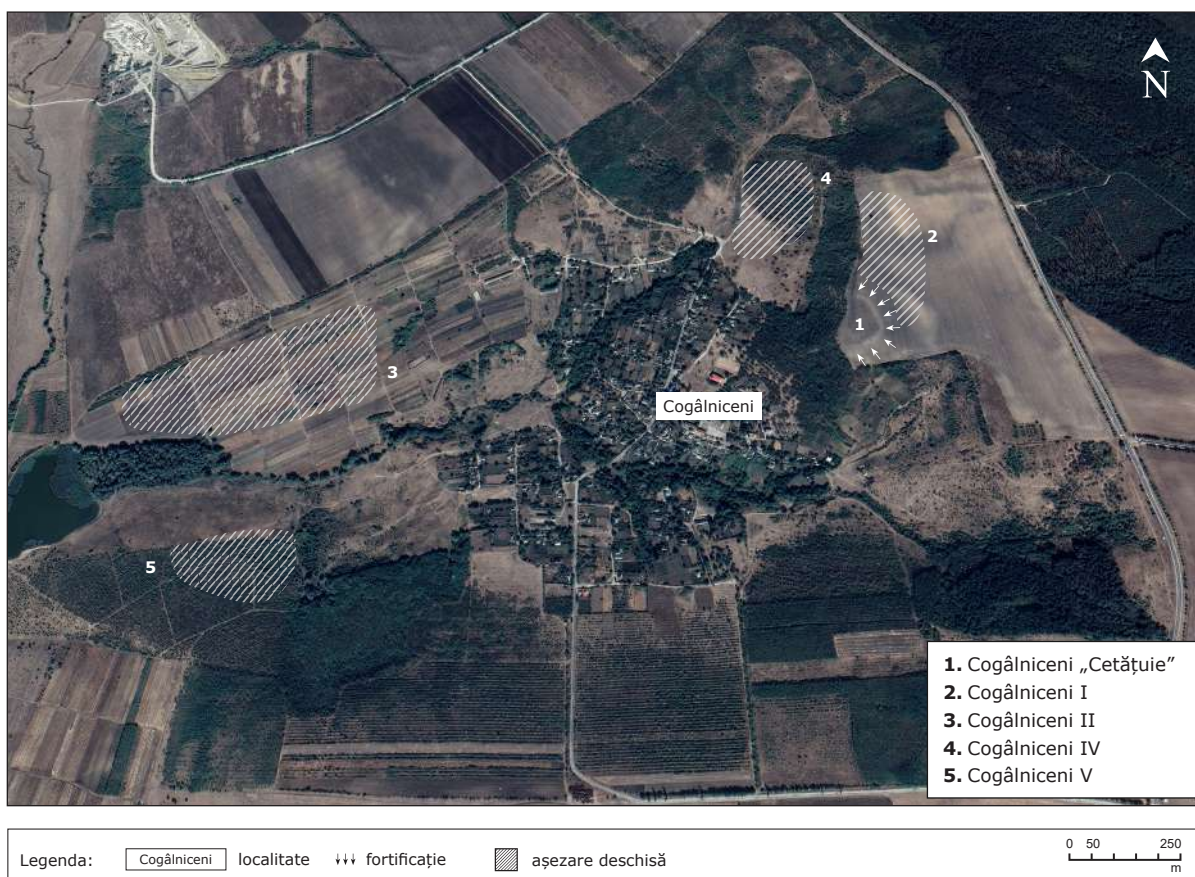 N
4
2
1
3
Cogâlniceni
5
1. Cogâlniceni „Cetățuie”
2. Cogâlniceni I
3. Cogâlniceni II
4. Cogâlniceni IV
5. Cogâlniceni V
Legenda: Cogâlniceni localitate fortificație așezare deschisă
0 50 250
m